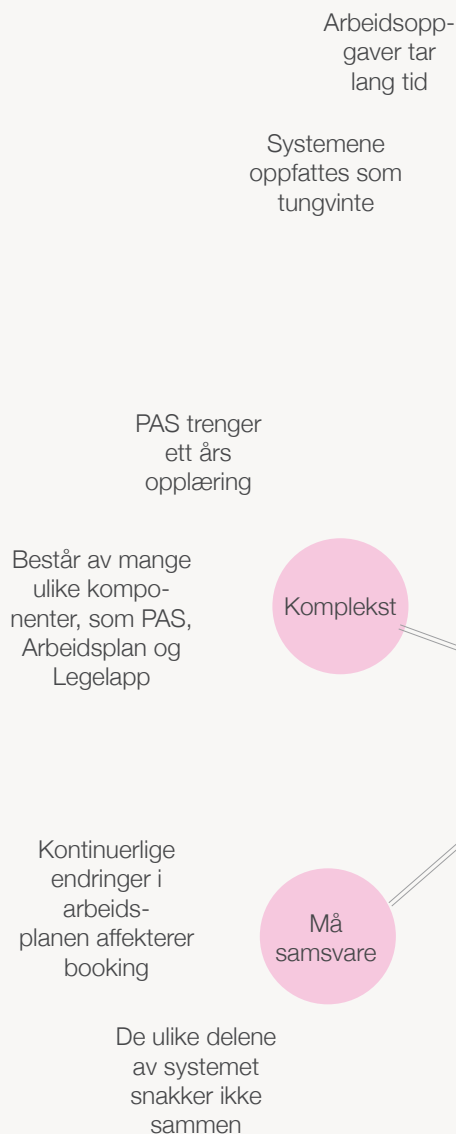 Arbeidsopp-
gaver tar
lang tid
Systemene
oppfattes som
tungvinte
PAS trenger
ett års
opplæring
Består av mange
ulike kompo-
nenter, som PAS,
Arbeidsplan og
Legelapp
Komplekst
Kontinuerlige
endringer i
arbeids-
planen affekterer
booking
Må
samsvare
De ulike delene
av systemet
snakker ikke
sammen